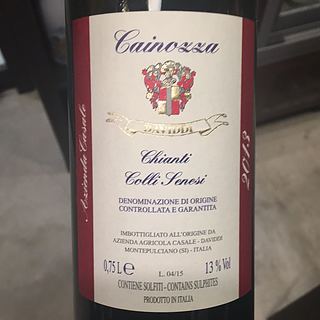 Cainozza
DAVIDDI
Azienda Casale
Chianti
Colli Senesi
2013
DENOMINAZIONE DI ORIGINE
CONTROLLATA E GARANTITA
IMBOTTIGLIATO ALL'ORIGINE DA
AZIENDA AGRICOLA CASALE - DAVIDDI
MONTEPULCIANO (SI) - ITALIA
0,75 L e
13 % Vol
L. 04/15
CONTIENE SOLFITI - CONTAINS SULPHITES
PRODOTTO IN ITALIA